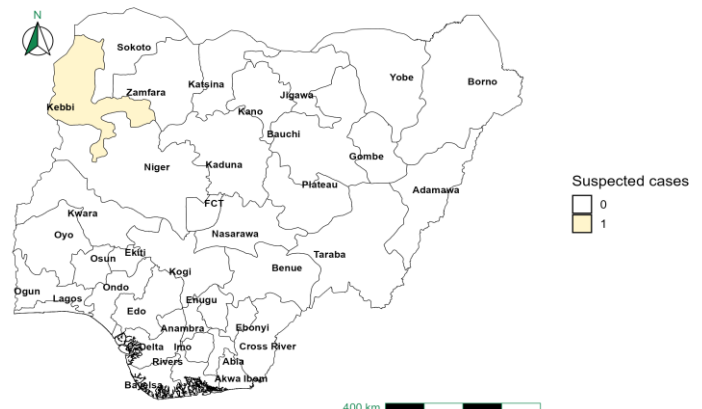 N
Sokoto
Yobe
Borno
Katsina
Zamfara
Jigawa
Kebbi
Kano
Bauchi
Gombe
Niger
Kaduna
Plateau
Adamawa
FCT
Kwara
Oyo
Nasarawa
Osun
Ekiti
Taraba
Kogi
Benue
Ogun
Lagos
Ondo
Enugu
Edo
Anambra
Ebonyi
Delta
Imo
Cross River
Rivers
Abia
Bayelsa
Akwa Ibom
Suspected cases
0
1
400 km